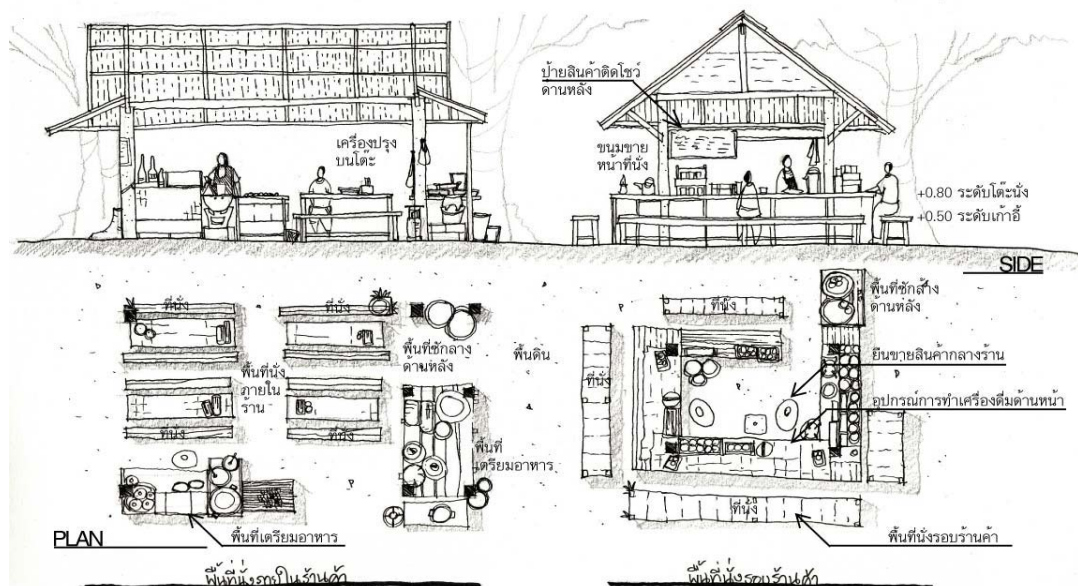 ป้ายสินค้าติดโชว์
ด้านหลัง
เครื่องปรุง
บนโต๊ะ
ขนมขาย
หน้าที่นั่ง
+0.80 ระดับโต๊ะนั่ง
+0.50 ระดับเก้าอี้
SIDE
ที่นั่ง
ที่นั่ง
ที่นั่ง
พื้นที่ซักล้าง
ด้านหลัง
พื้นที่ซักลาง
ด้านหลัง
พื้นดิน
ยืนขายสินค้ากลางร้าน
พื้นที่นั่ง
ภายใน
ร้าน
ที่นั่ง
อุปกรณ์การทำเครื่องดื่มด้านหน้า
ที่นั่ง
ที่นั่ง
พื้นที่
เตรียมอาหาร
ที่นั่ง
PLAN
พื้นที่เตรียมอาหาร
พื้นที่นั่งรอบร้านค้า
พื้นที่นั่งภายในร้านค้า
พื้นที่นั่งรอบร้านค้า